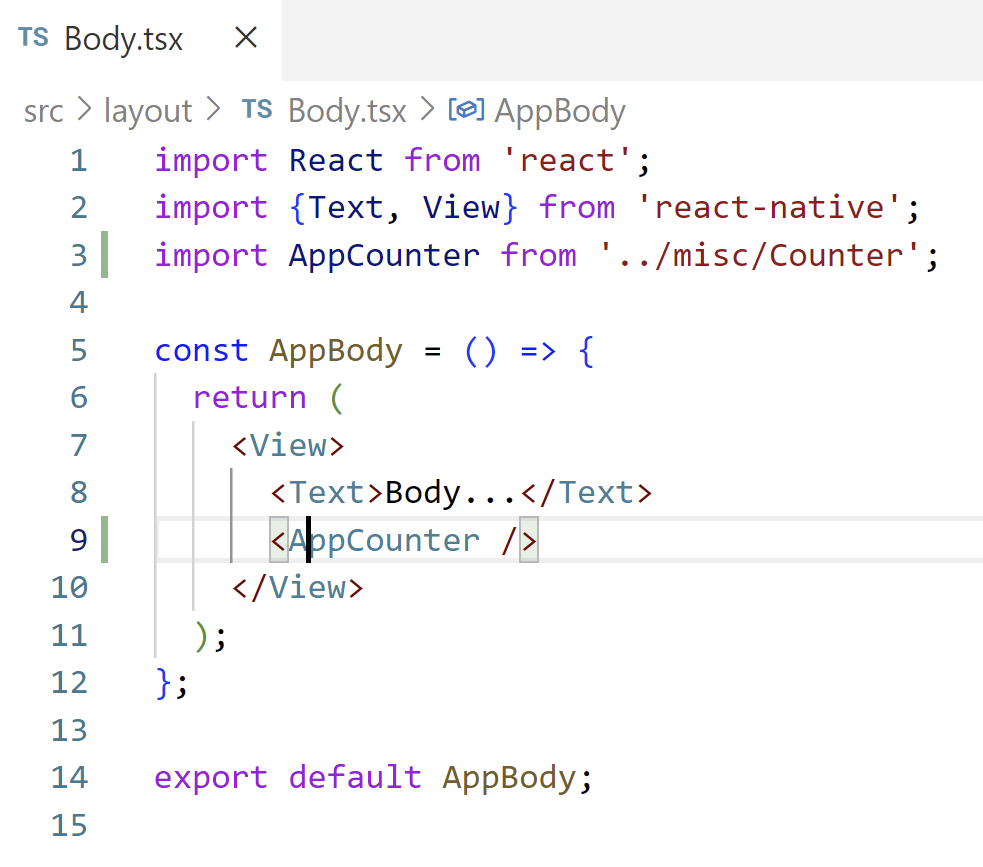 TS Body.tsx
src > layout > TS Body.tsx > AppBody
1 import React from 'react';
2 import {Text, View} from 'react-native';
3 import AppCounter from '../misc/Counter';
4
5 const AppBody = () => {
6 return (
7 <View>
8 <Text>Body...</Text>
9 <AppCounter />
10 </View>
11 );
12 };
13
14 export default AppBody;
15